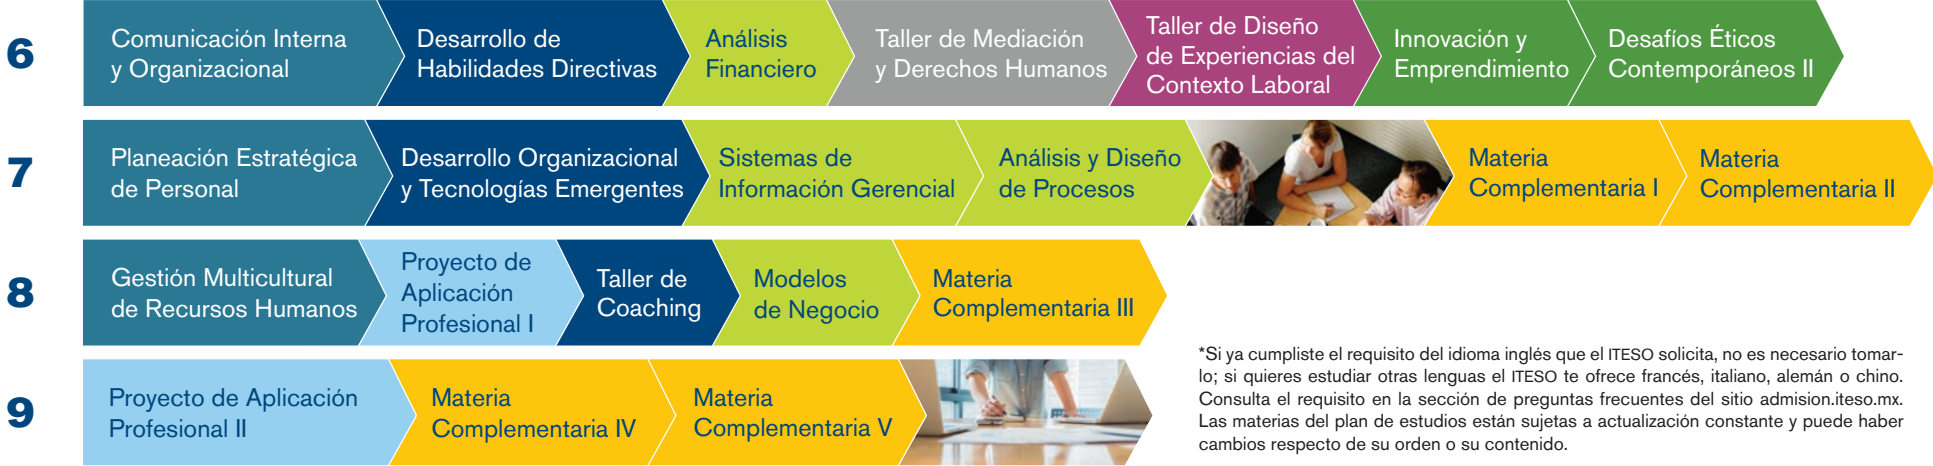 6
Comunicación Interna
y Organizacional
Desarrollo de
Habilidades Directivas
Análisis
Financiero
Taller de Mediación
y Derechos Humanos
Taller de Diseño
de Experiencias del
Contexto Laboral
Innovación y
Emprendimiento
Desafíos Éticos
Contemporáneos II
7
Planeación Estratégica
de Personal
Desarrollo Organizacional
y Tecnologías Emergentes
Sistemas de
Información Gerencial
Análisis y Diseño
de Procesos
Materia
Complementaria I
Materia
Complementaria II
8
Gestión Multicultural
de Recursos Humanos
Proyecto de
Aplicación
Profesional I
Taller de
Coaching
Modelos
de Negocio
Materia
Complementaria III
9
Proyecto de Aplicación
Profesional II
Materia
Complementaria IV
Materia
Complementaria V
*Si ya cumpliste el requisito del idioma inglés que el ITESO solicita, no es necesario tomar-
lo; si quieres estudiar otras lenguas el ITESO te ofrece francés, italiano, alemán o chino.
Consulta el requisito en la sección de preguntas frecuentes del sitio admision.iteso.mx.
Las materias del plan de estudios están sujetas a actualización constante y puede haber
cambios respecto de su orden o su contenido.